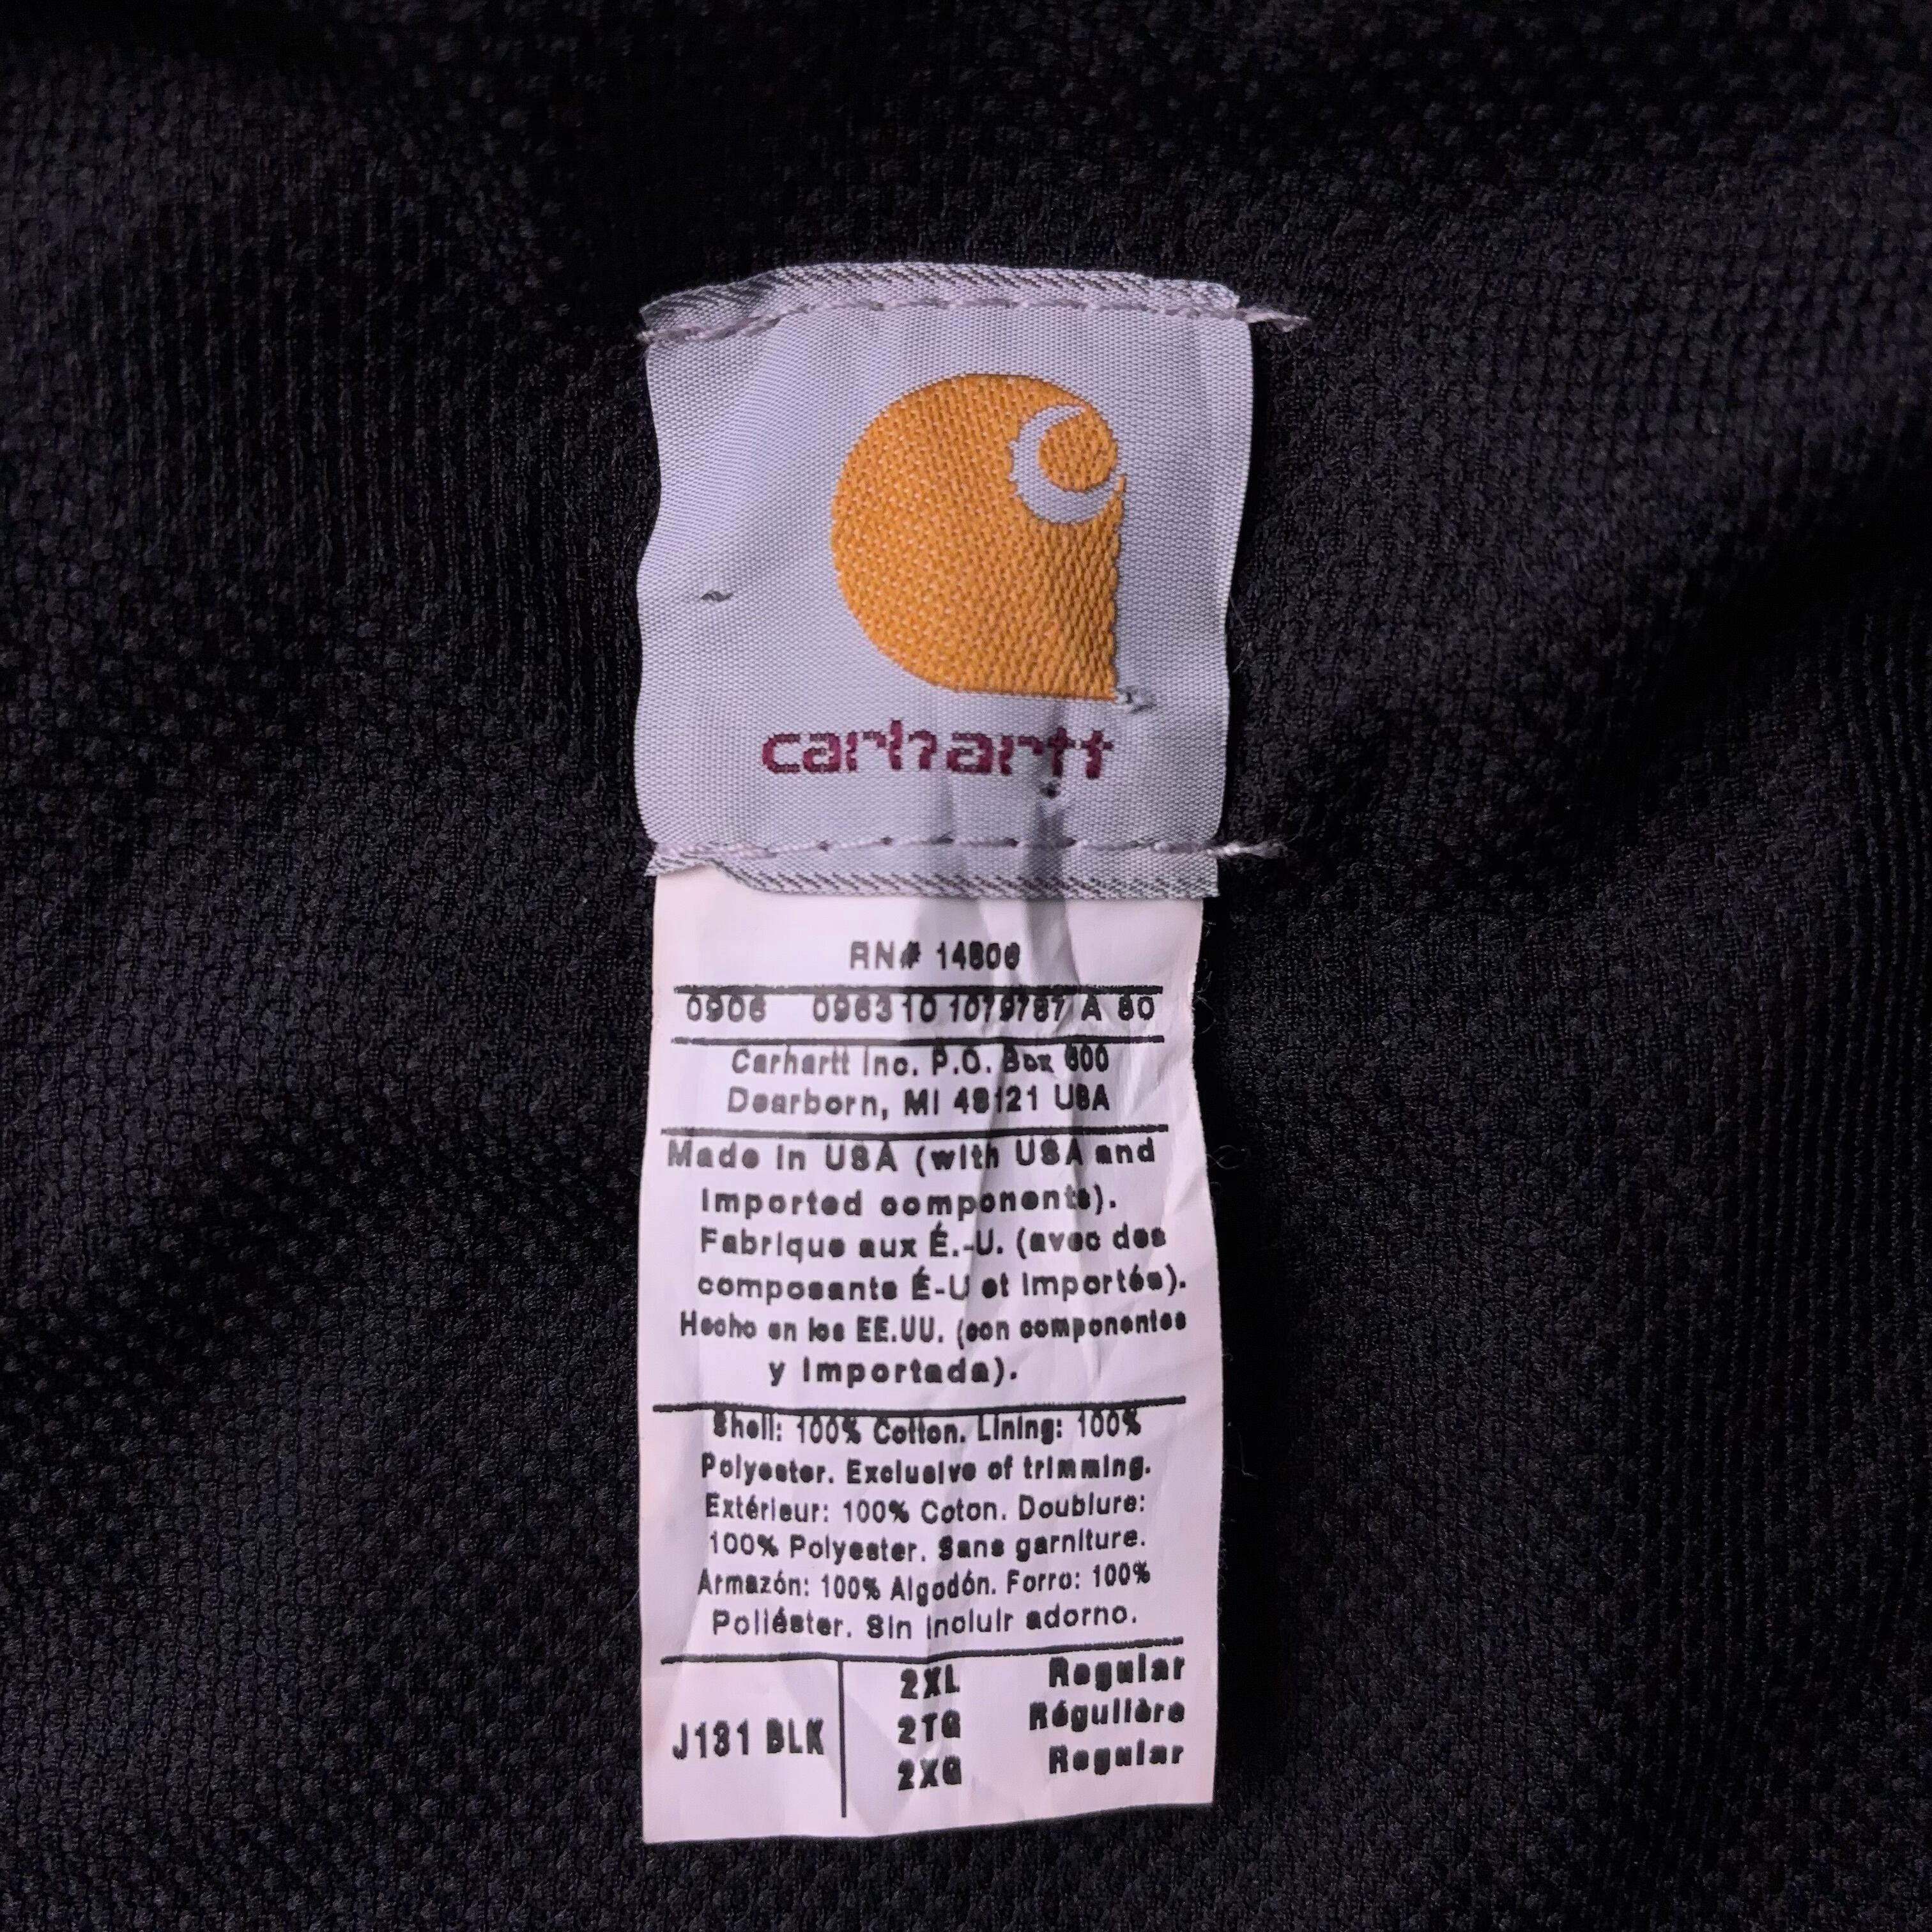 carhartt
RN# 14806
0906 0963 10 1079787 A 80
Carhartt Inc. P.O. Box 600
Dearborn, MI 48121 USA
Made in USA (with USA and
Imported components).
Fabrique aux É.-U. (avec des
composants É-U et Importés).
Hecho en los EE.UU. (con componentes
y Importada).
Shell: 100% Cotton. Lining: 100%
Polyester. Exclusive of trimming.
Extérieur: 100% Coton. Doublure:
100% Polyester. Sans garniture.
Armazón: 100% Algodón. Forro: 100%
Poliéster. Sin incluir adorno.
J131 BLK
2XL Regular
2TG Régulière
2XG Regular